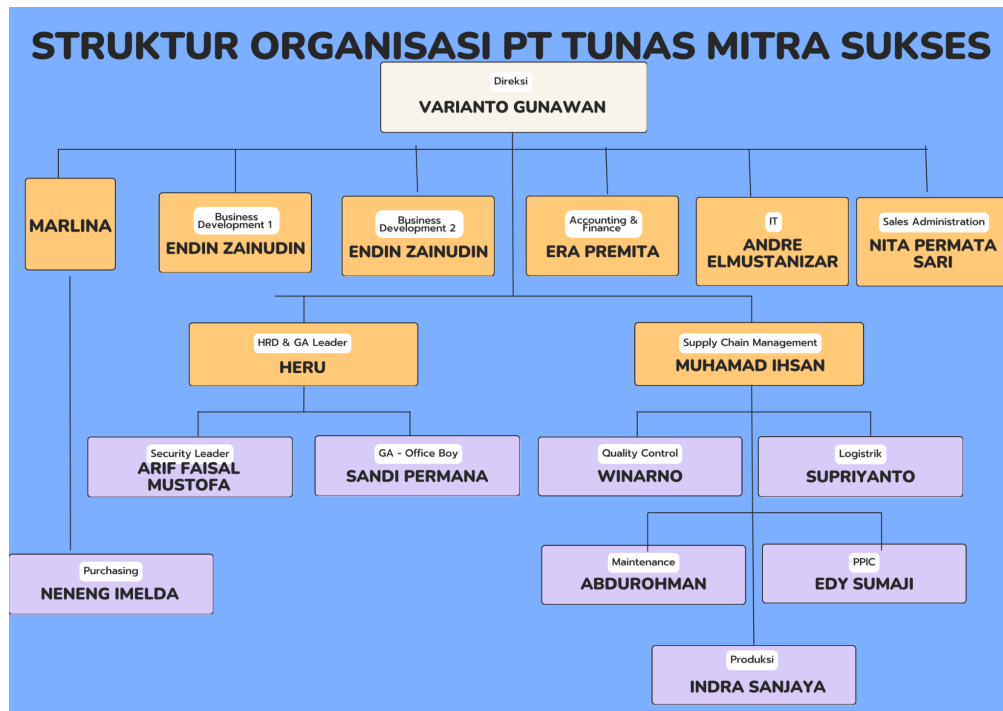 STRUKTUR ORGANISASI PT TUNAS MITRA SUKSES
Direksi
VARIANTO GUNAWAN
MARLINA
Business
Development 1
ENDIN ZAINUDIN
Business
Development 2
ENDIN ZAINUDIN
Accounting &
Finance
ERA PREMITA
IT
ANDRE
ELMUSTANIZAR
Sales Administration
NITA PERMATA
SARI
HRD & GA Leader
HERU
Supply Chain Management
MUHAMAD IHSAN
Security Leader
ARIF FAISAL
MUSTOFA
GA - Office Boy
SANDI PERMANA
Quality Control
WINARNO
Logistrik
SUPRIYANTO
Purchasing
NENENG IMELDA
Maintenance
ABDUROHMAN
PPIC
EDY SUMAJI
Produksi
INDRA SANJAYA